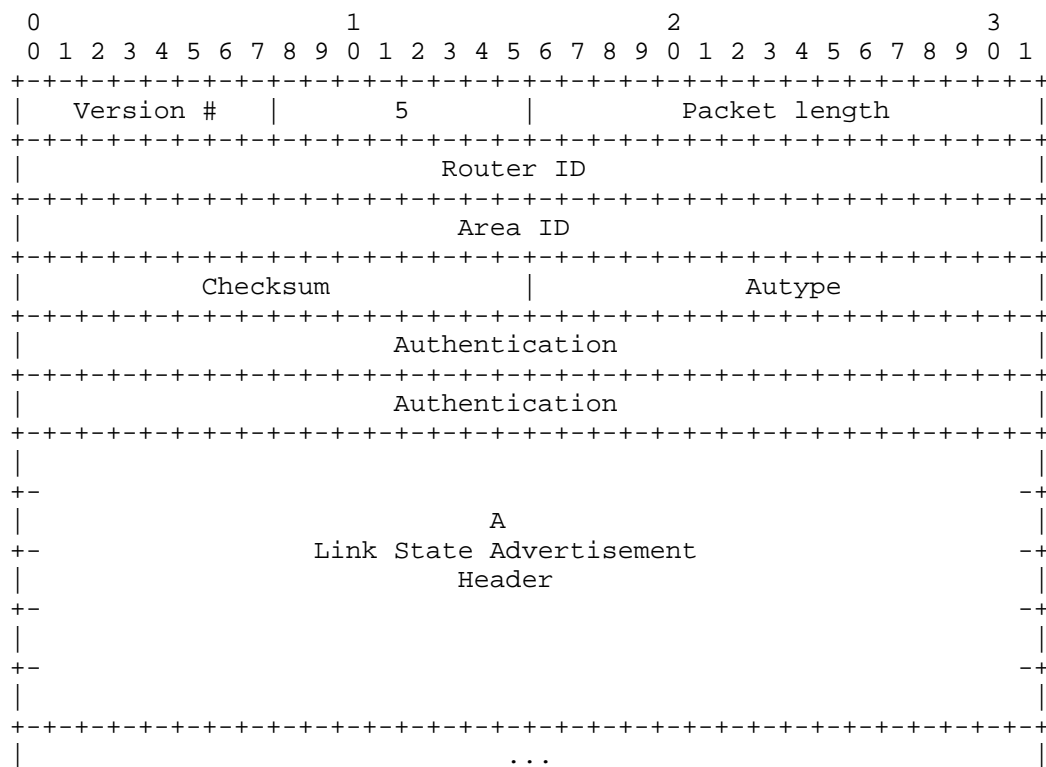 0                   1                   2                   3
 0 1 2 3 4 5 6 7 8 9 0 1 2 3 4 5 6 7 8 9 0 1 2 3 4 5 6 7 8 9 0 1
+-+-+-+-+-+-+-+-+-+-+-+-+-+-+-+-+-+-+-+-+-+-+-+-+-+-+-+-+-+-+-+-+
|   Version #   |       5       |         Packet length         |
+-+-+-+-+-+-+-+-+-+-+-+-+-+-+-+-+-+-+-+-+-+-+-+-+-+-+-+-+-+-+-+-+
|                          Router ID                            |
+-+-+-+-+-+-+-+-+-+-+-+-+-+-+-+-+-+-+-+-+-+-+-+-+-+-+-+-+-+-+-+-+
|                           Area ID                             |
+-+-+-+-+-+-+-+-+-+-+-+-+-+-+-+-+-+-+-+-+-+-+-+-+-+-+-+-+-+-+-+-+
|           Checksum            |             Autype            |
+-+-+-+-+-+-+-+-+-+-+-+-+-+-+-+-+-+-+-+-+-+-+-+-+-+-+-+-+-+-+-+-+
|                       Authentication                          |
+-+-+-+-+-+-+-+-+-+-+-+-+-+-+-+-+-+-+-+-+-+-+-+-+-+-+-+-+-+-+-+-+
|                       Authentication                          |
+-+-+-+-+-+-+-+-+-+-+-+-+-+-+-+-+-+-+-+-+-+-+-+-+-+-+-+-+-+-+-+-+
|                                                               |
+-                                                             -+
|                             A                                 |
+-                 Link State Advertisement                    -+
|                           Header                              |
+-                                                             -+
|                                                               |
+-                                                             -+
|                                                               |
+-+-+-+-+-+-+-+-+-+-+-+-+-+-+-+-+-+-+-+-+-+-+-+-+-+-+-+-+-+-+-+-+
|                              ...                              |